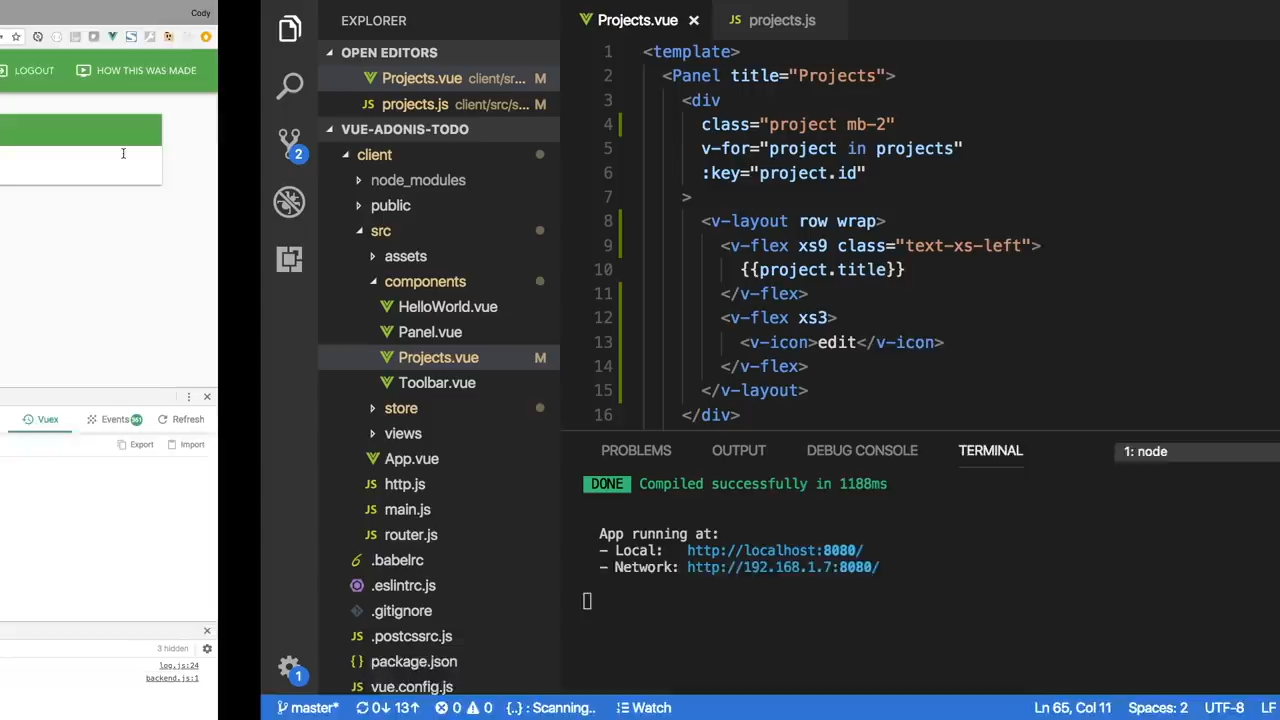 Cody
LOGOUT
HOW THIS WAS MADE
Vuex
Events 361
Refresh
Export
Import
3 hidden
log.js:24
backend.js:1
EXPLORER
OPEN EDITORS
Projects.vue client/sr... M
projects.js client/src/s... M
VUE-ADONIS-TODO
client
node_modules
public
src
assets
components
HelloWorld.vue
Panel.vue
Projects.vue M
Toolbar.vue
store
views
App.vue
http.js
main.js
router.js
.babelrc
.eslintrc.js
.gitignore
.postcssrc.js
package.json
vue.config.js
2
1
Projects.vue
projects.js
1 <template>
2 <Panel title="Projects">
3 <div
4 class="project mb-2"
5 v-for="project in projects"
6 :key="project.id"
7 >
8 <v-layout row wrap>
9 <v-flex xs9 class="text-xs-left">
10 {{project.title}}
11 </v-flex>
12 <v-flex xs3>
13 <v-icon>edit</v-icon>
14 </v-flex>
15 </v-layout>
16 </div>
PROBLEMS OUTPUT DEBUG CONSOLE TERMINAL 1: node
DONE Compiled successfully in 1188ms
App running at:
- Local: http://localhost:8080/
- Network: http://192.168.1.7:8080/
master* 0↓ 13↑ 0 0 {..} : Scanning.. Watch Ln 65, Col 11 Spaces: 2 UTF-8 LF